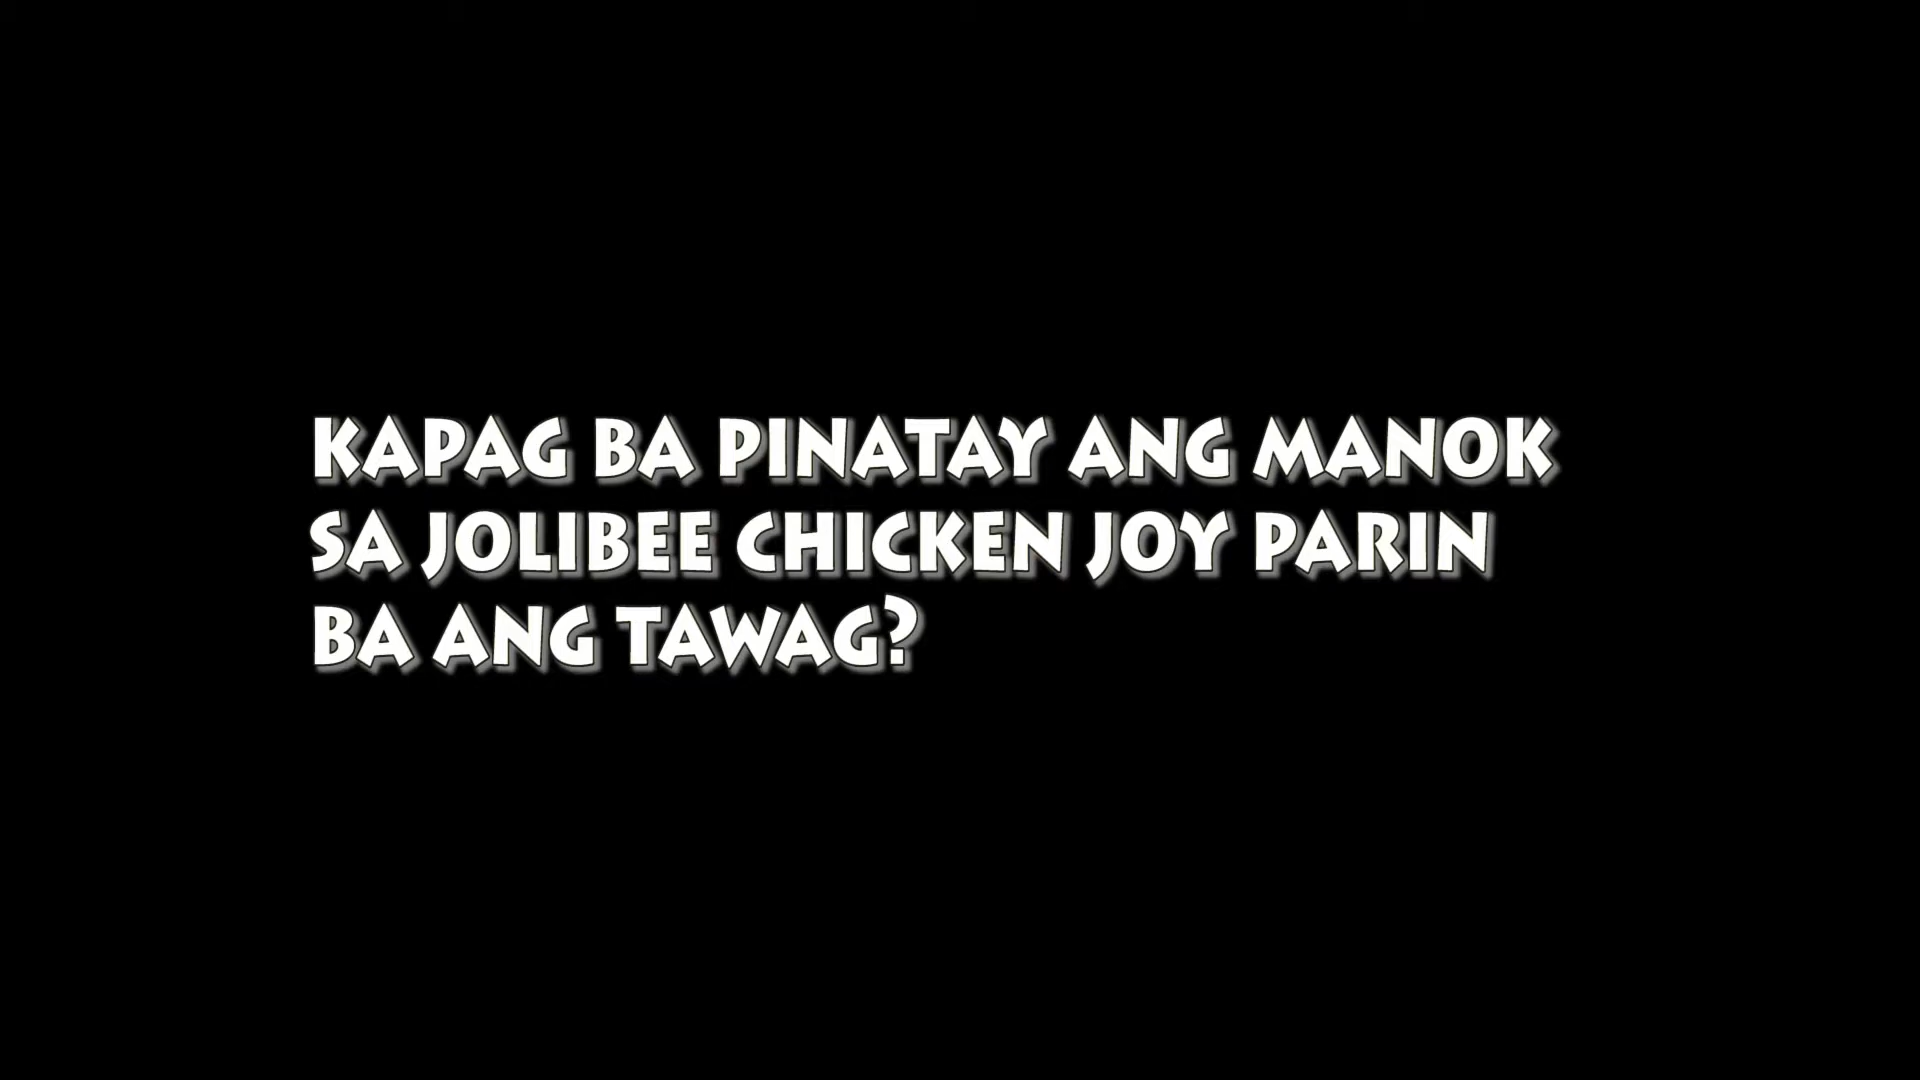 KAPAG BA PINATAY ANG MANOK
SA JOLIBEE CHICKEN JOY PARIN
BA ANG TAWAG?